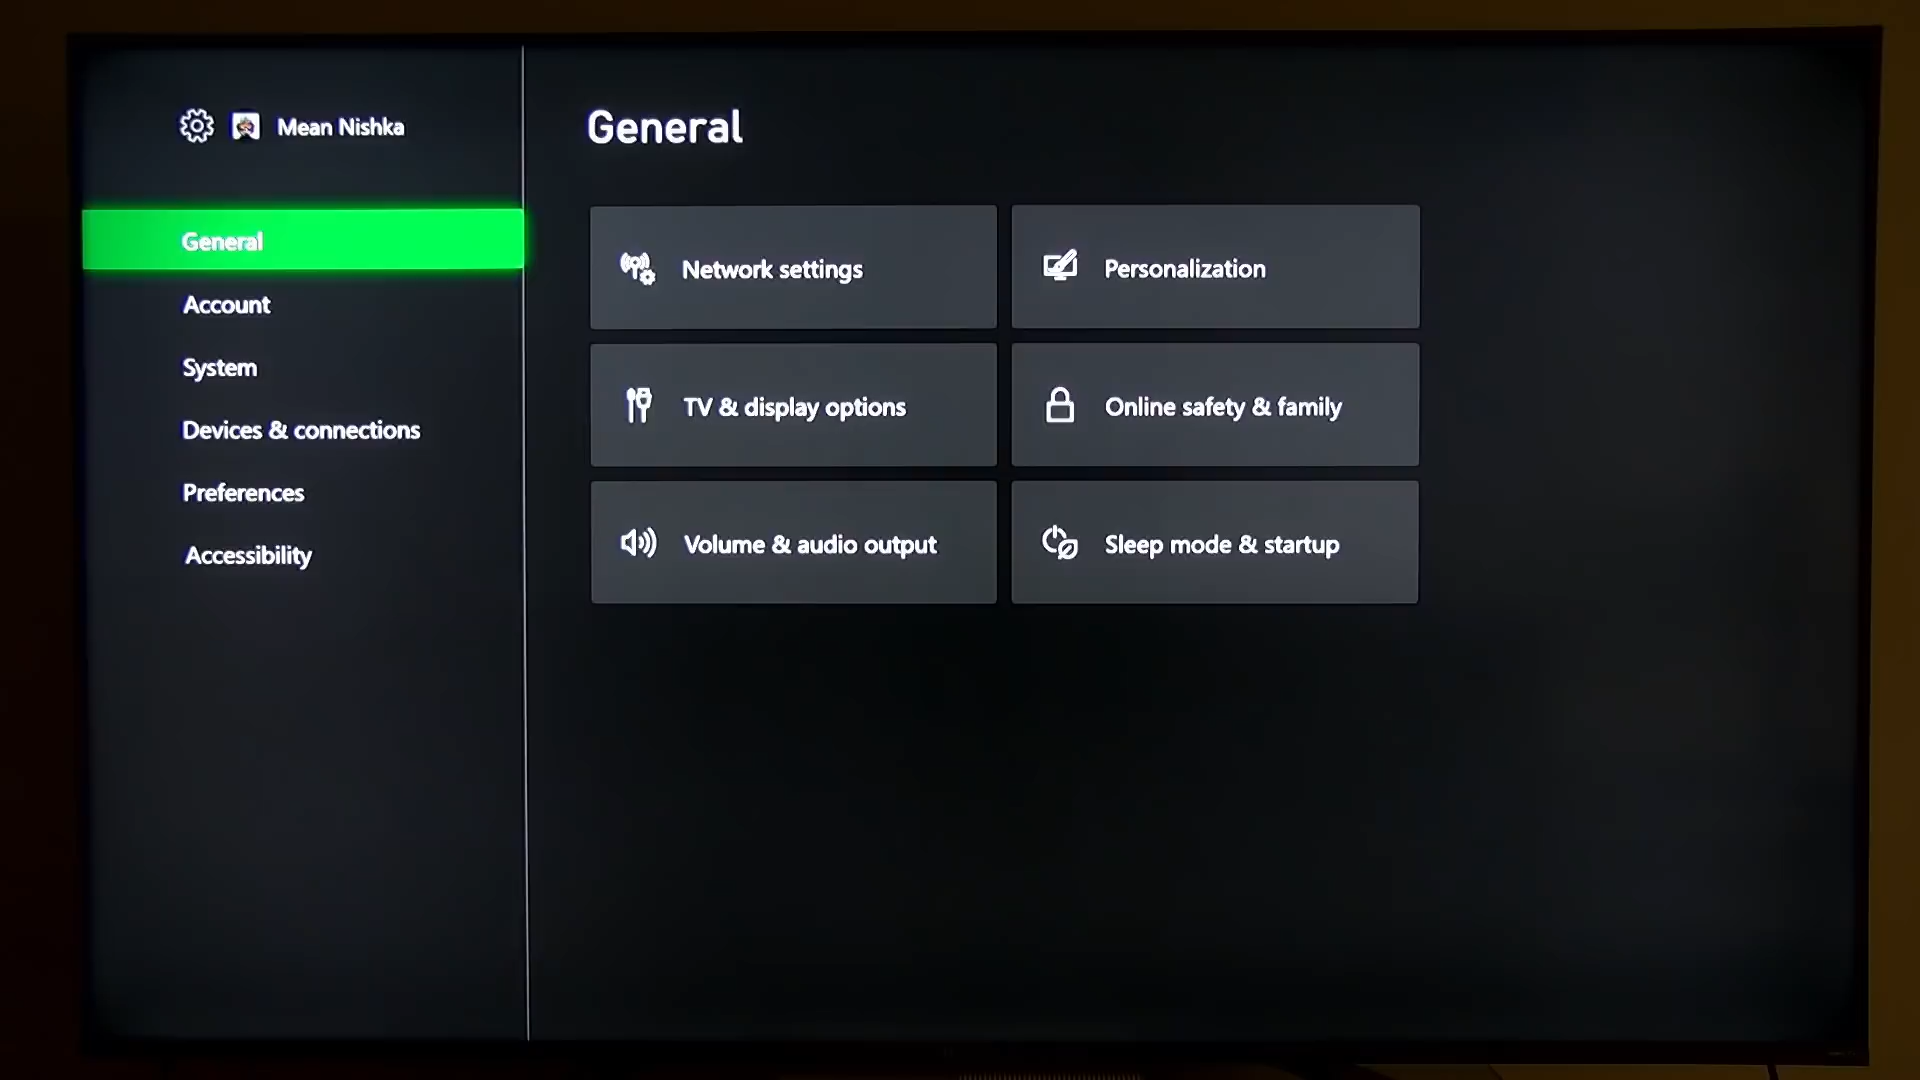 Mean Nishka
General
Account
System
Devices & connections
Preferences
Accessibility
General
Network settings
Personalization
TV & display options
Online safety & family
Volume & audio output
Sleep mode & startup